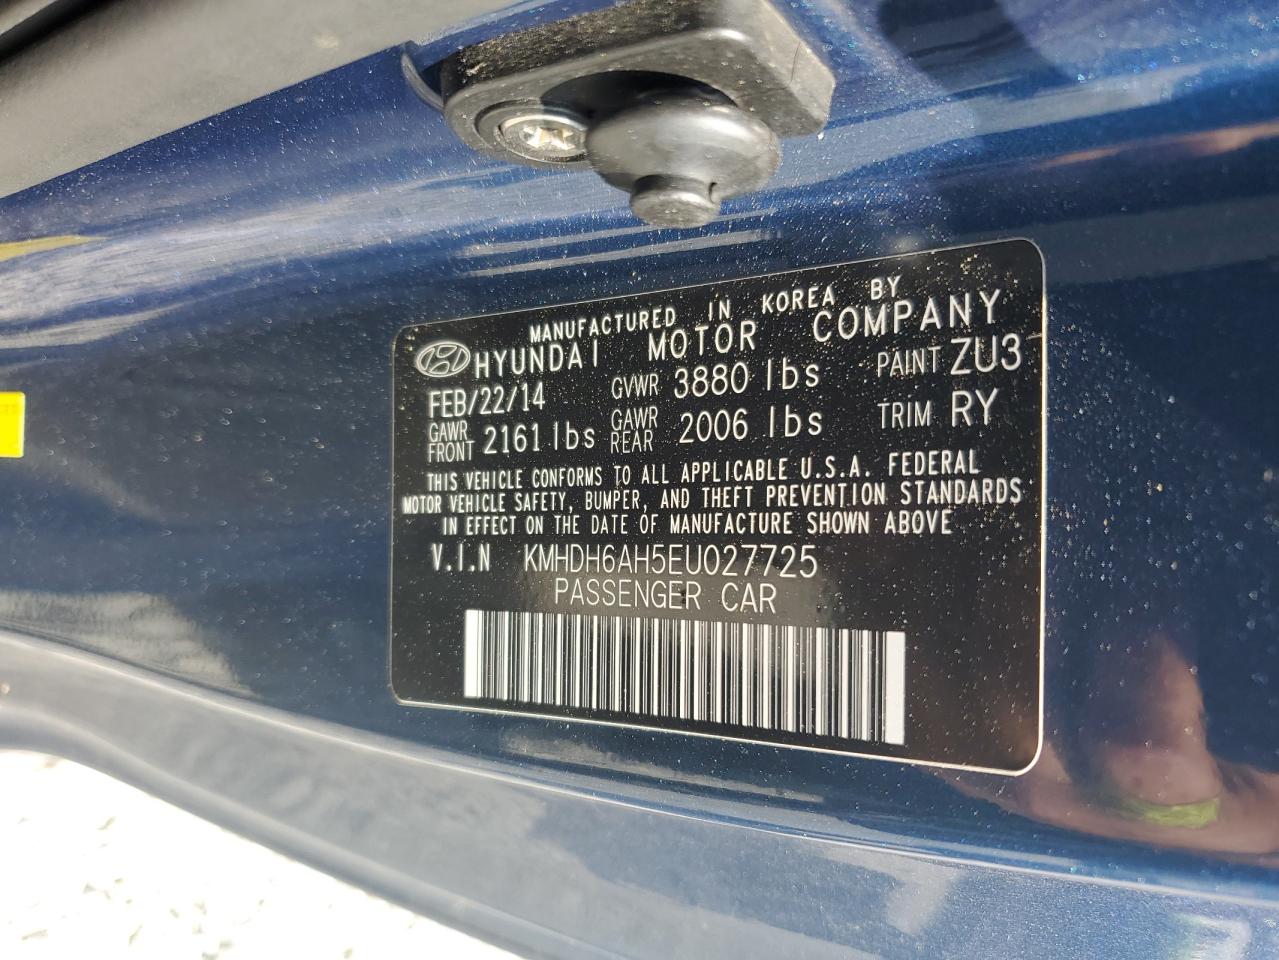 MANUFACTURED IN KOREA BY
HYUNDAI MOTOR COMPANY
FEB/22/14 GVWR 3880 lbs PAINT ZU3
GAWR FRONT 2161 lbs GAWR REAR 2006 lbs TRIM RY
THIS VEHICLE CONFORMS TO ALL APPLICABLE U.S.A. FEDERAL
MOTOR VEHICLE SAFETY, BUMPER, AND THEFT PREVENTION STANDARDS
IN EFFECT ON THE DATE OF MANUFACTURE SHOWN ABOVE
V.I.N KMHDH6AH5EU027725
PASSENGER CAR